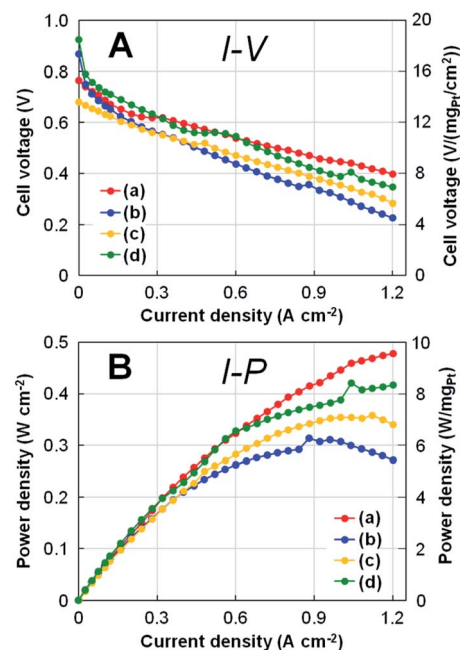 A
I-V
Cell voltage (V)
1.0
0.8
0.6
0.4
0.2
0
20
16
12
8
4
0
Cell voltage (V/(mgPt/cm2))
(a)
(b)
(c)
(d)
0
0.3
0.6
0.9
1.2
Current density (A cm-2)
B
I-P
Power density (W cm-2)
0.5
0.4
0.3
0.2
0.1
0
10
8
6
4
2
0
Power density (W/mgPt)
(a)
(b)
(c)
(d)
0
0.3
0.6
0.9
1.2
Current density (A cm-2)